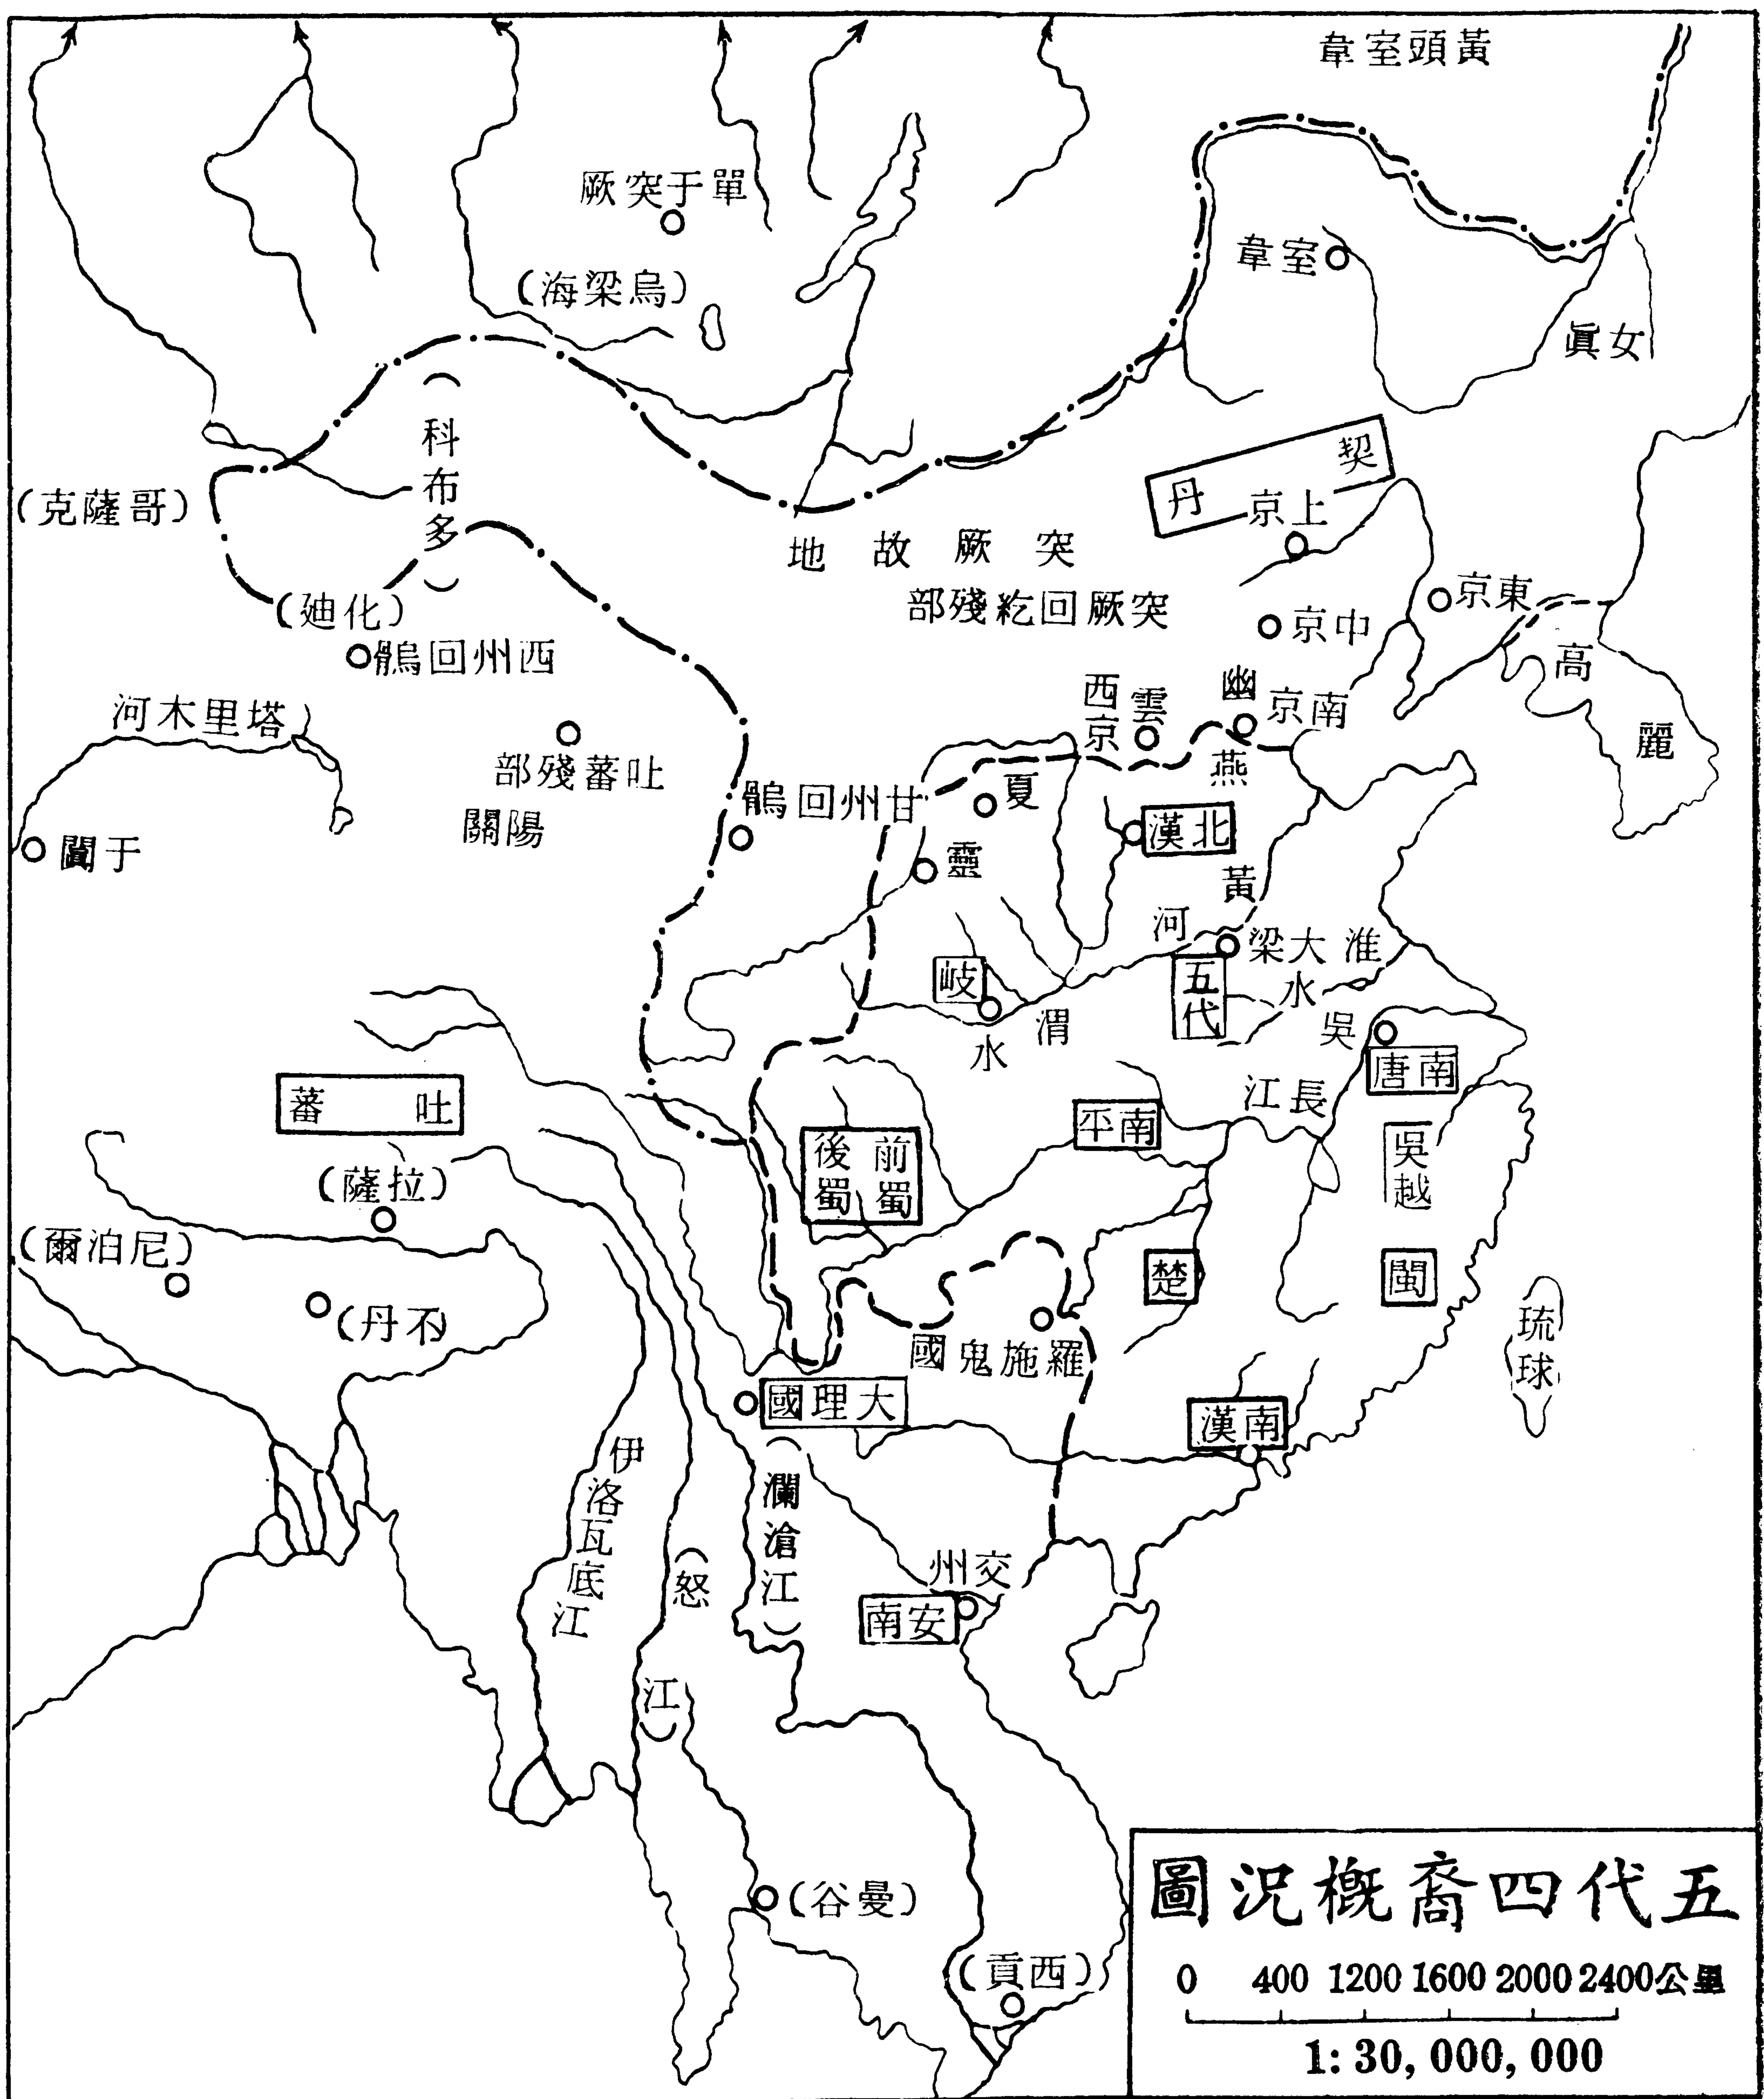 黃頭室韋
單于突厥
(烏梁海)
室韋
女眞
(科布多)
(哥薩克)
契丹
上京
突厥故地
突厥回紇殘部
東京
中京
(廸化)
西州回鶻
高麗
塔里木河
吐蕃殘部
陽關
于闐
西京
雲
幽
南京
燕
甘州回鶻
夏
北漢
靈
黃河
大梁
五代
淮水
岐
渭水
吳
南唐
吐蕃
長江
南平
前蜀
後蜀
吳越
(拉薩)
(尼泊爾)
(不丹
楚
閩
琉球
羅施鬼國
大理國
南漢
伊洛瓦底江
(怒江)
(瀾滄江)
交州
安南
(曼谷)
(西貢)
五代四裔概況圖
0 400 1200 1600 2000 2400公里
1: 30, 000, 000